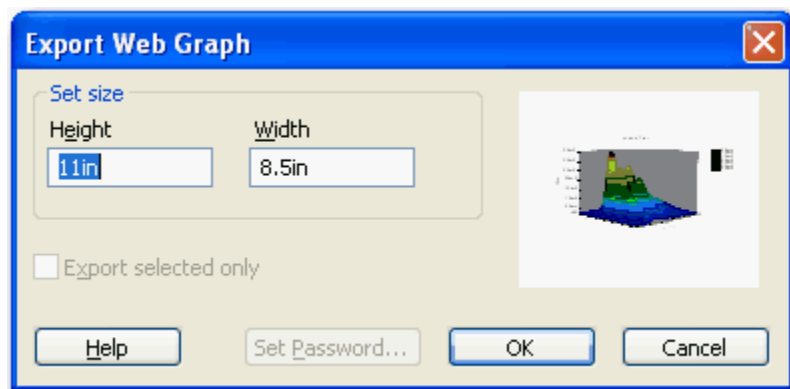 Export Web Graph
Set size
Height Width
11in 8.5in
Export selected only
Help Set Password... OK Cancel